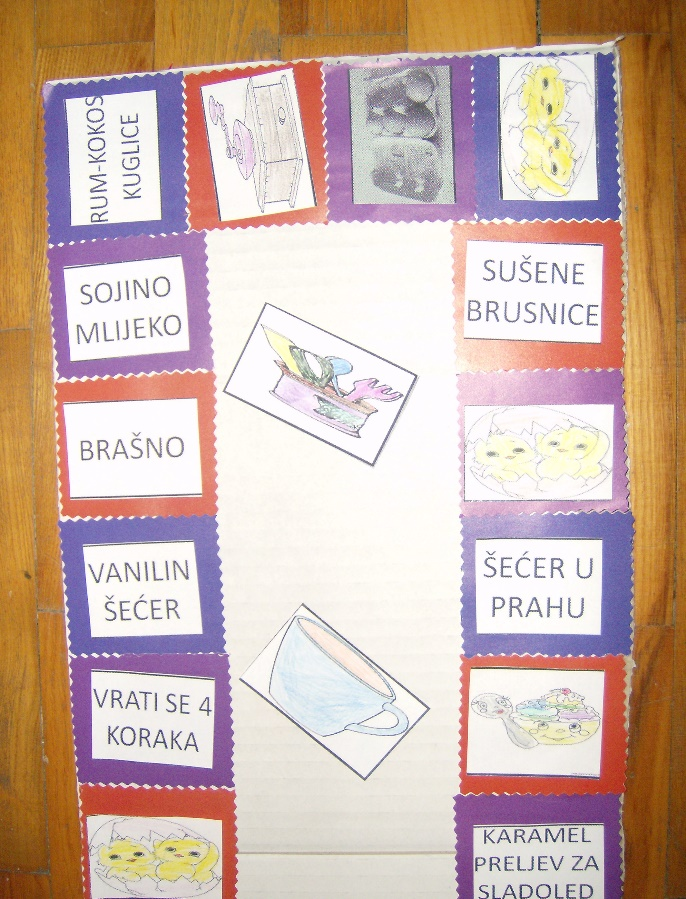 RUM-KOKOS
KUGLICE
SOJINO
MLIJEKO
BRAŠNO
VANILIN
ŠEĆER
VRATI SE 4
KORAKA
SUŠENE
BRUSNICE
ŠEĆER U
PRAHU
KARAMEL
PRELJEV ZA
SLADOLED